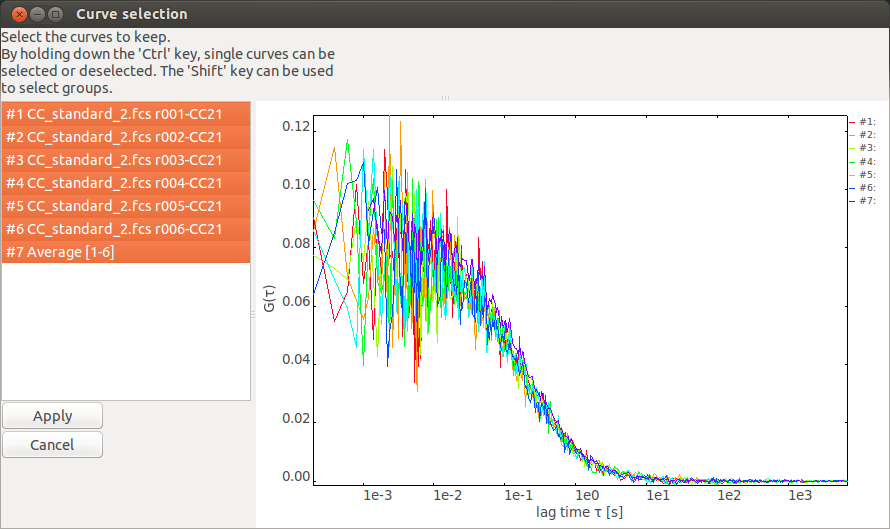 Curve selection
Select the curves to keep.
By holding down the 'Ctrl' key, single curves can be
selected or deselected. The 'Shift' key can be used
to select groups.
#1 CC_standard_2.fcs r001-CC21
#2 CC_standard_2.fcs r002-CC21
#3 CC_standard_2.fcs r003-CC21
#4 CC_standard_2.fcs r004-CC21
#5 CC_standard_2.fcs r005-CC21
#6 CC_standard_2.fcs r006-CC21
#7 Average [1-6]
Apply
Cancel
G(τ)
0.12
0.10
0.08
0.06
0.04
0.02
0.00
1e-3 1e-2 1e-1 1e0 1e1 1e2 1e3
lag time τ [s]
#1:
#2:
#3:
#4:
#5:
#6:
#7: